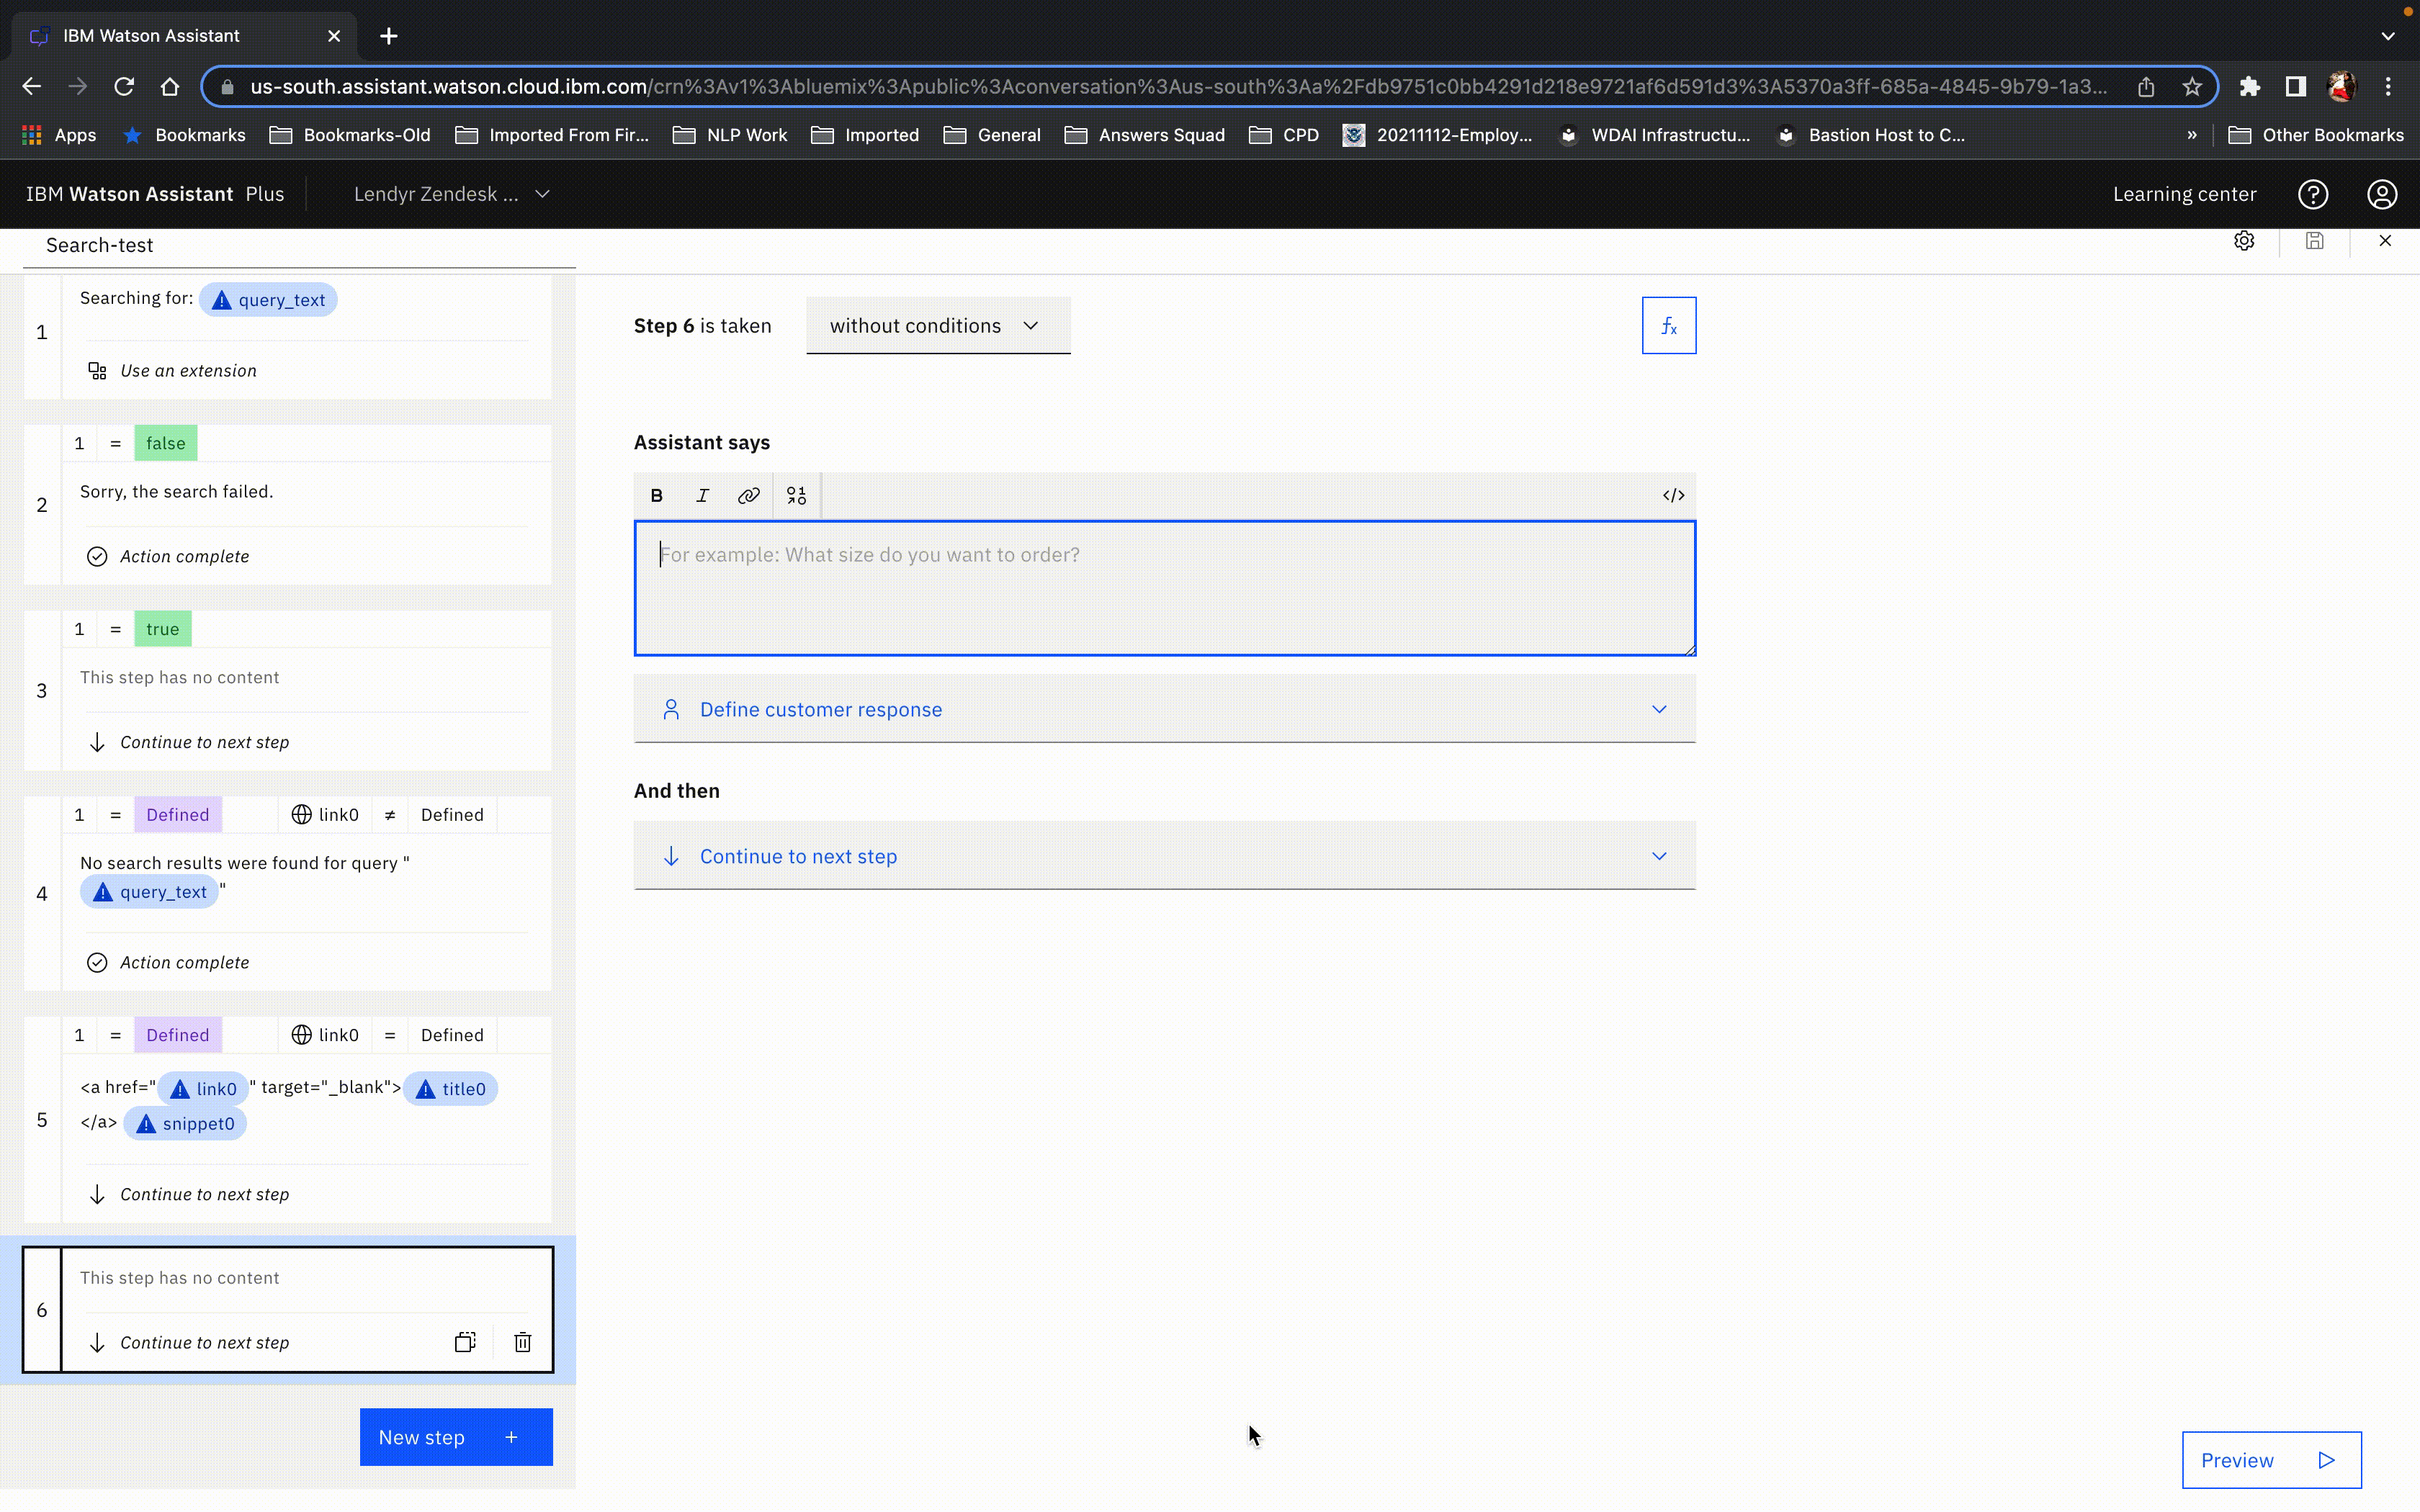 IBM Watson Assistant
us-south.assistant.watson.cloud.ibm.com/crn%3Av1%3Abluemix%3Apublic%3Aconversation%3Aus-south%3Aa%2Fdb9751c0bb4291d218e9721af6d591d3%3A5370a3ff-685a-4845-9b79-1a3...
Apps Bookmarks Bookmarks-Old Imported From Fir... NLP Work Imported General Answers Squad CPD 20211112-Employ... WDAI Infrastructu... Bastion Host to C... » Other Bookmarks
IBM Watson Assistant Plus Lendyr Zendesk ... Learning center
Search-test
1
Searching for: query_text
Use an extension
2
1 = false
Sorry, the search failed.
Action complete
3
1 = true
This step has no content
Continue to next step
4
1 = Defined link0 ≠ Defined
No search results were found for query "
query_text "
Action complete
5
1 = Defined link0 = Defined
<a href=" link0 " target="_blank"> title0
</a> snippet0
Continue to next step
6
This step has no content
Continue to next step
New step +
Step 6 is taken without conditions fx
Assistant says
B I </>
For example: What size do you want to order?
Define customer response
And then
Continue to next step
Preview